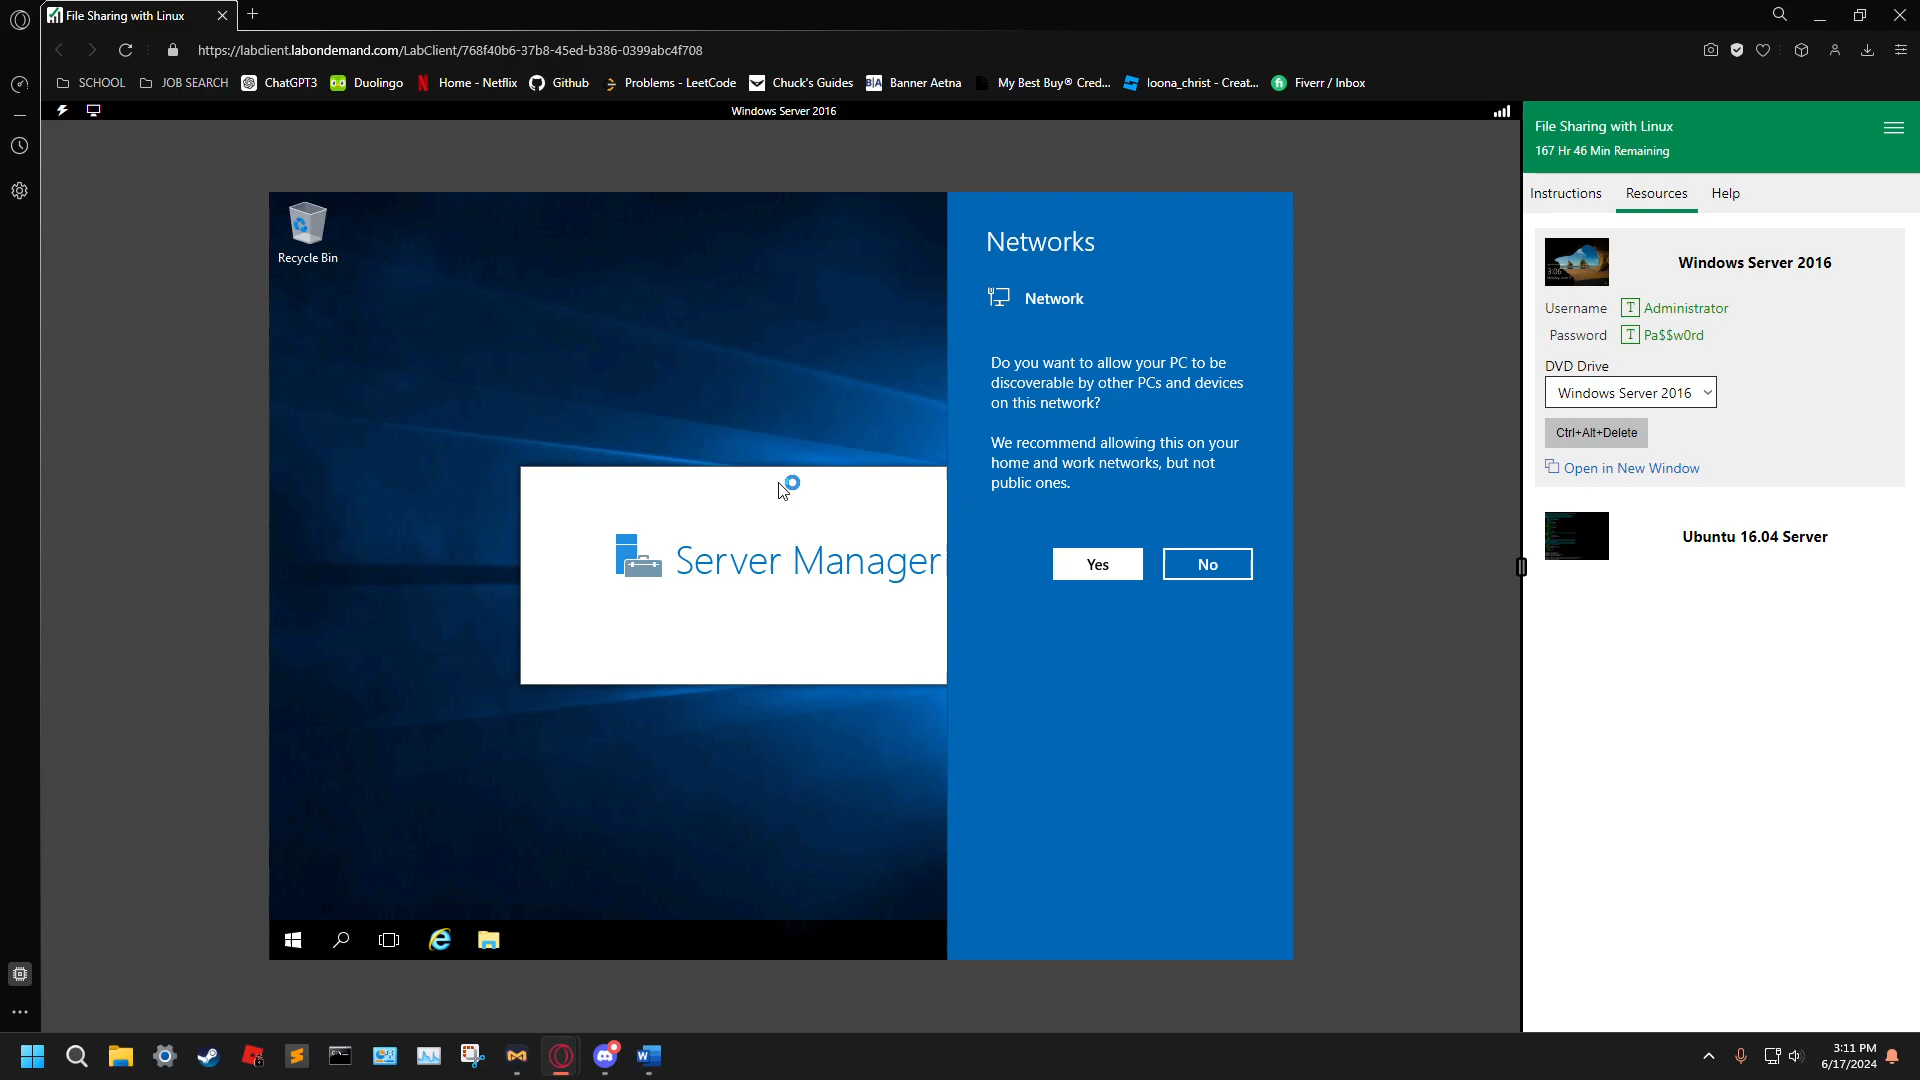 File Sharing with Linux
https://labclient.labondemand.com/LabClient/768f40b6-37b8-45ed-b386-0399abc4f708
SCHOOL
JOB SEARCH
ChatGPT3
Duolingo
Home - Netflix
Github
Problems - LeetCode
Chuck's Guides
B|A
Banner Aetna
My Best Buy® Cred...
loona_christ - Creat...
Fiverr / Inbox
Windows Server 2016
File Sharing with Linux
167 Hr 46 Min Remaining
Instructions
Resources
Help
Recycle Bin
Server Manager
Networks
Network
Do you want to allow your PC to be
discoverable by other PCs and devices
on this network?
We recommend allowing this on your
home and work networks, but not
public ones.
Yes
No
Windows Server 2016
Username
T Administrator
Password
T Pa$$w0rd
DVD Drive
Windows Server 2016
Ctrl+Alt+Delete
Open in New Window
Ubuntu 16.04 Server
3:11 PM
6/17/2024